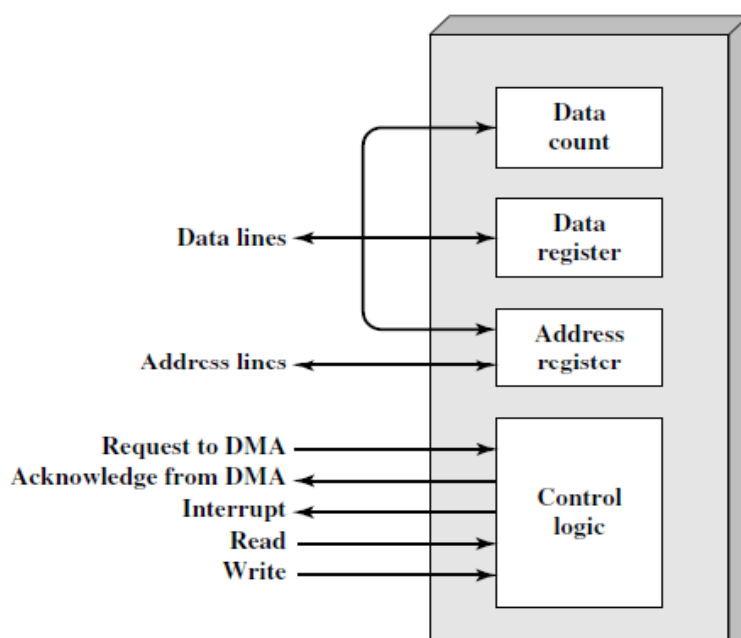 Data
count
Data lines
Data
register
Address lines
Address
register
Request to DMA
Acknowledge from DMA
Interrupt
Read
Write
Control
logic